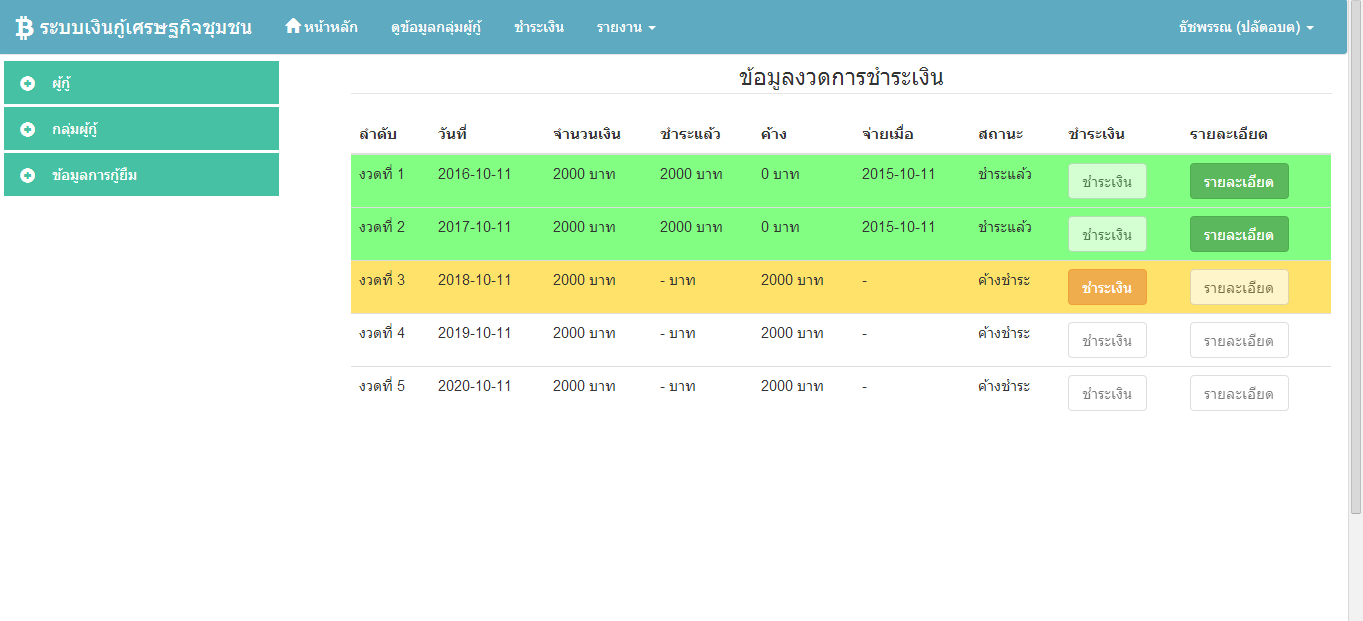 ระบบเงินกู้เศรษฐกิจชุมชน หน้าหลัก ดูข้อมูลกลุ่มผู้กู้ ชำระเงิน รายงาน ธัชพรรณ (ปลัดอบต)
ผู้กู้
กลุ่มผู้กู้
ข้อมูลการกู้ยืม
ข้อมูลงวดการชำระเงิน
ลำดับ วันที่ จำนวนเงิน ชำระแล้ว ค้าง จ่ายเมื่อ สถานะ ชำระเงิน รายละเอียด
งวดที่ 1 2016-10-11 2000 บาท 2000 บาท 0 บาท 2015-10-11 ชำระแล้ว ชำระเงิน รายละเอียด
งวดที่ 2 2017-10-11 2000 บาท 2000 บาท 0 บาท 2015-10-11 ชำระแล้ว ชำระเงิน รายละเอียด
งวดที่ 3 2018-10-11 2000 บาท - บาท 2000 บาท - ค้างชำระ ชำระเงิน รายละเอียด
งวดที่ 4 2019-10-11 2000 บาท - บาท 2000 บาท - ค้างชำระ ชำระเงิน รายละเอียด
งวดที่ 5 2020-10-11 2000 บาท - บาท 2000 บาท - ค้างชำระ ชำระเงิน รายละเอียด